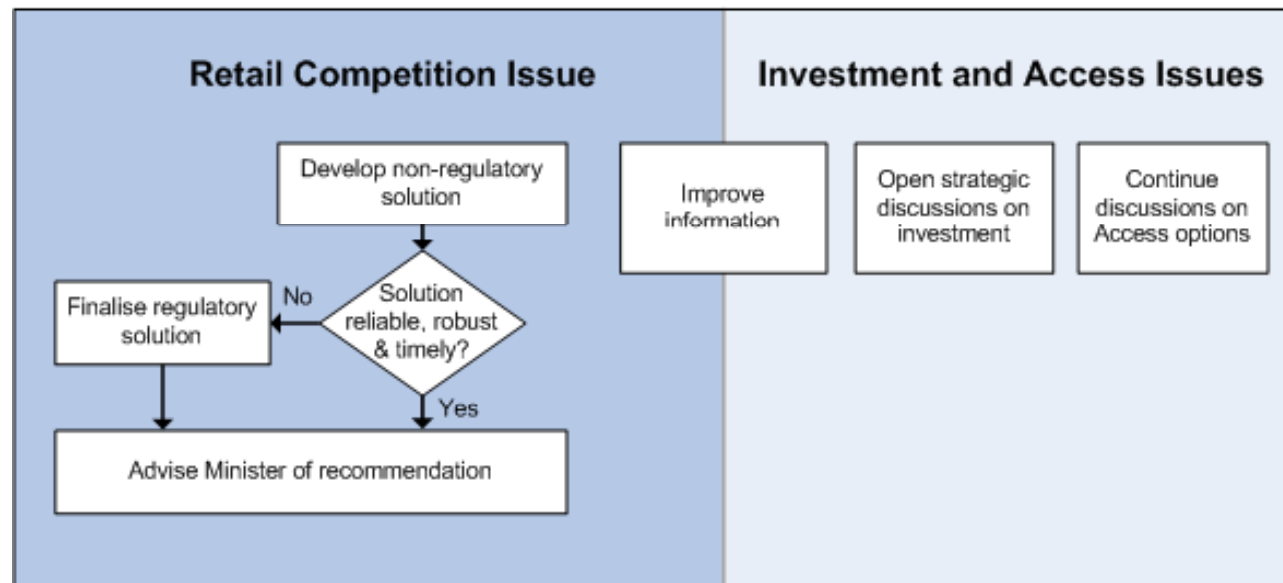 Retail Competition Issue
Investment and Access Issues
Develop non-regulatory
solution
Improve
information
Open strategic
discussions on
investment
Continue
discussions on
Access options
Solution
reliable, robust
& timely?
No
Finalise regulatory
solution
Yes
Advise Minister of recommendation